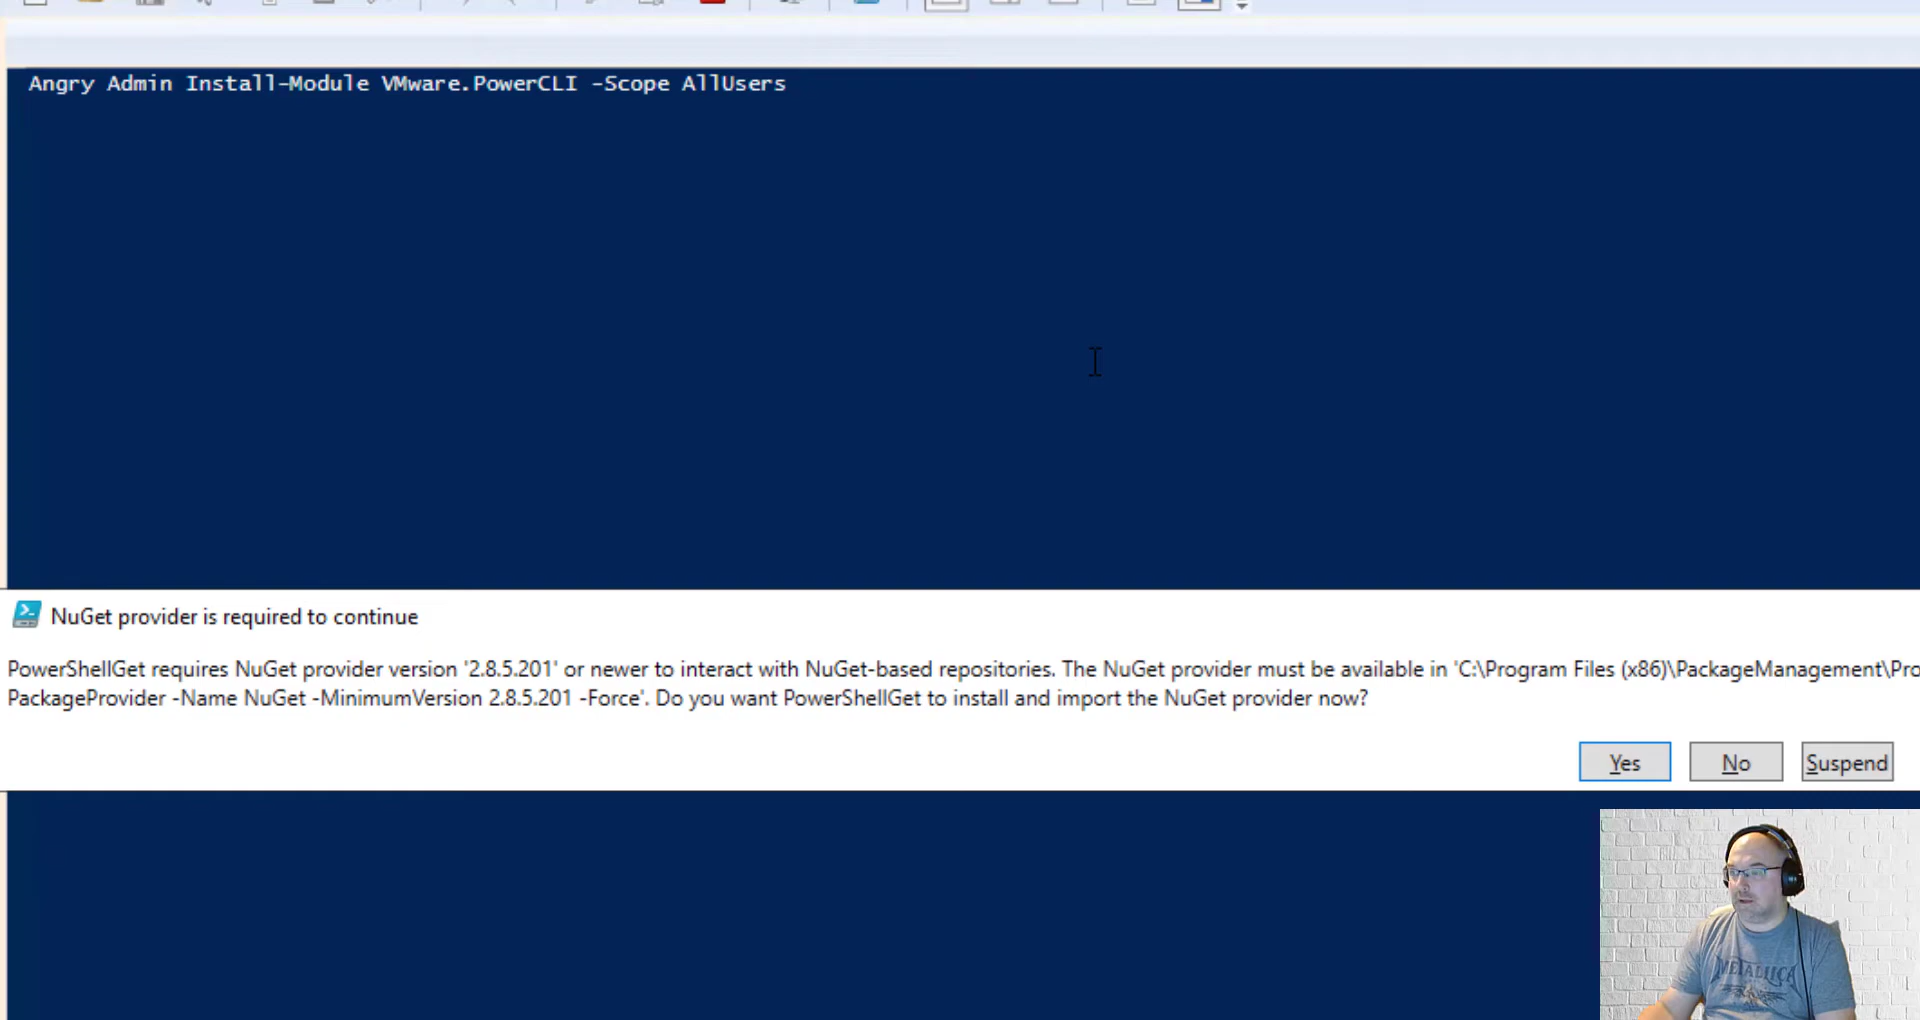 Angry Admin Install-Module VMware.PowerCLI -Scope AllUsers
NuGet provider is required to continue
PowerShellGet requires NuGet provider version '2.8.5.201' or newer to interact with NuGet-based repositories. The NuGet provider must be available in 'C:\Program Files (x86)\PackageManagement\Pro
PackageProvider -Name NuGet -MinimumVersion 2.8.5.201 -Force'. Do you want PowerShellGet to install and import the NuGet provider now?
Yes No Suspend
METALLICA